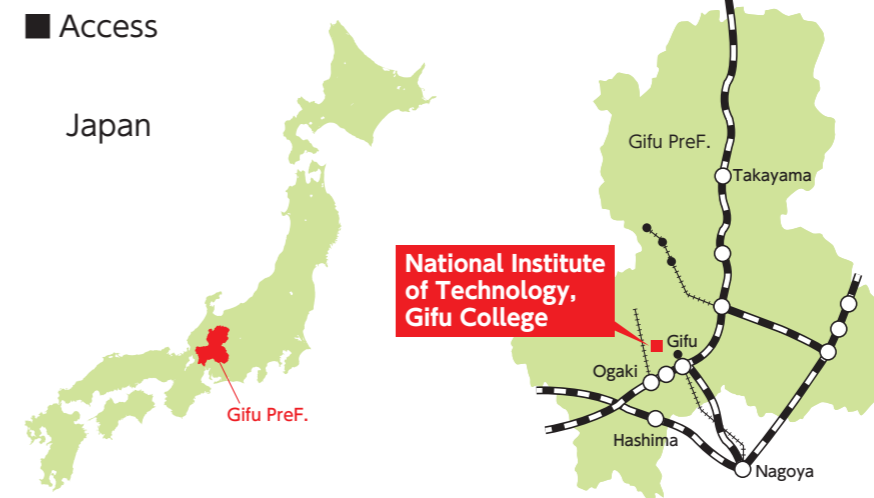 ■ Access
Japan
Gifu PreF.
Gifu PreF.
Takayama
National Institute
of Technology,
Gifu College
Gifu
Ogaki
Hashima
Nagoya